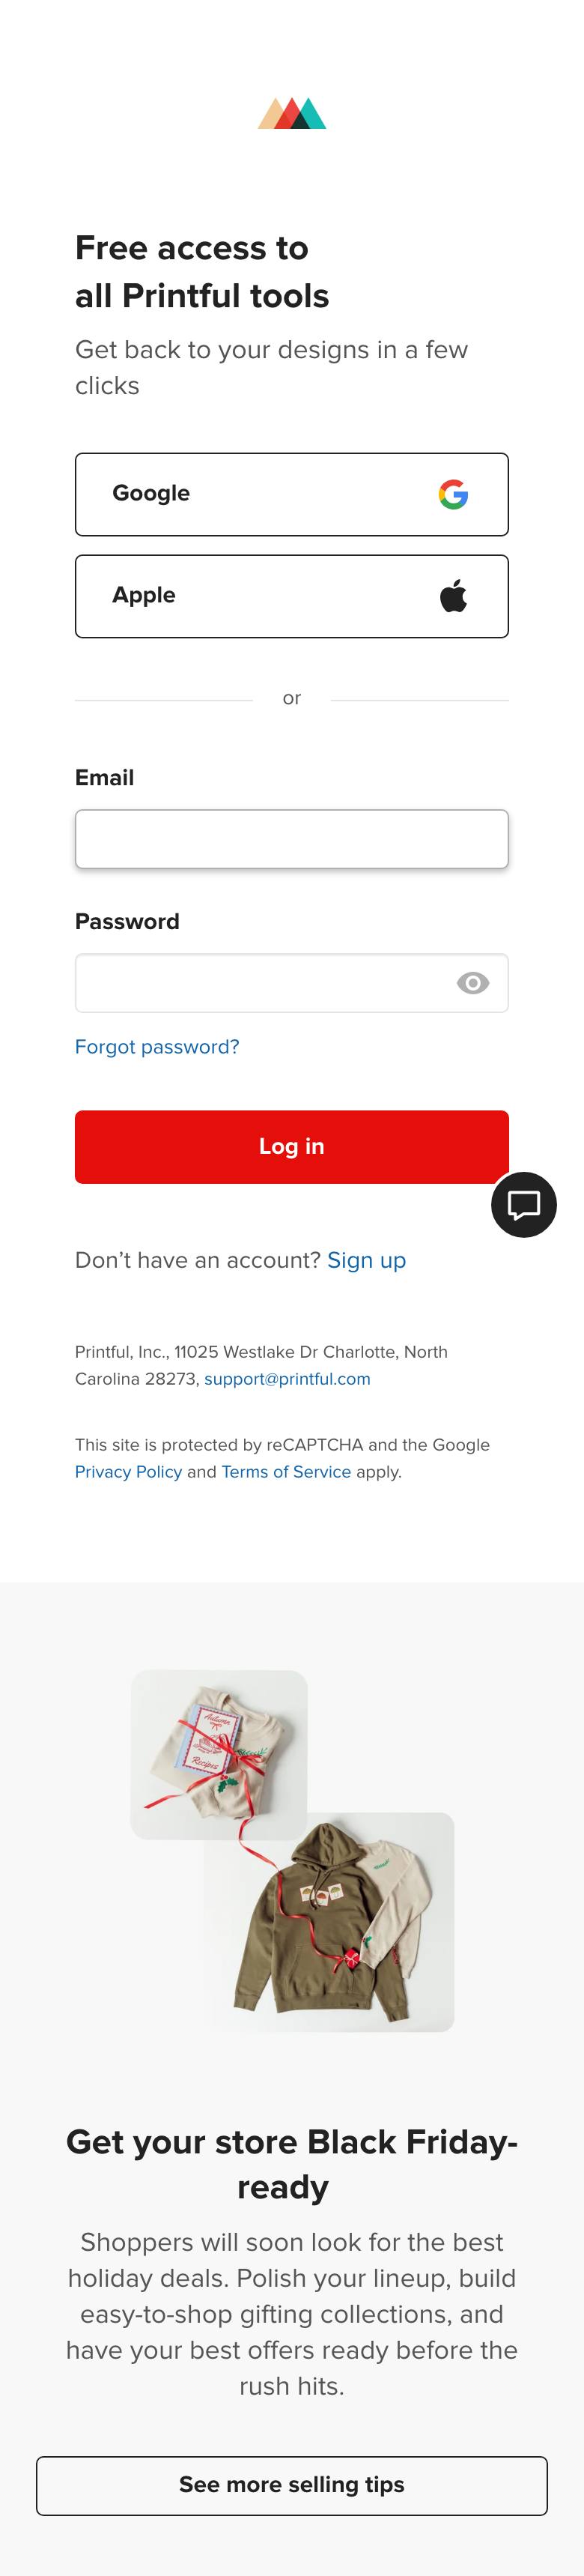 Free access to
all Printful tools
Get back to your designs in a few
clicks
Google
Apple
or
Email
Password
Forgot password?
Log in
Don’t have an account? Sign up
Printful, Inc., 11025 Westlake Dr Charlotte, North
Carolina 28273, support@printful.com
This site is protected by reCAPTCHA and the Google
Privacy Policy and Terms of Service apply.
Autumn
Recipes
Get your store Black Friday-
ready
Shoppers will soon look for the best
holiday deals. Polish your lineup, build
easy-to-shop gifting collections, and
have your best offers ready before the
rush hits.
See more selling tips